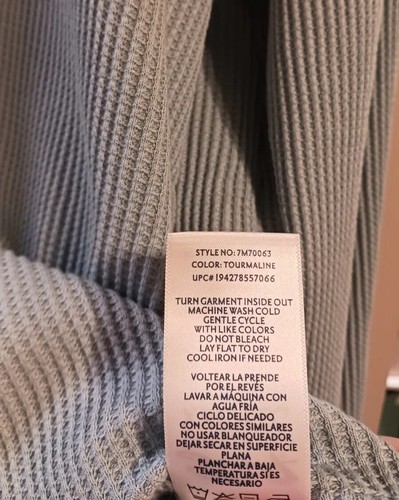 STYLE NO: 7M70063
COLOR: TOURMALINE
UPC# 194278557066
TURN GARMENT INSIDE OUT
MACHINE WASH COLD
GENTLE CYCLE
WITH LIKE COLORS
DO NOT BLEACH
LAY FLAT TO DRY
COOL IRON IF NEEDED
VOLTEAR LA PRENDE
POR EL REVÉS
LAVAR A MÁQUINA CON
AGUA FRÍA
CICLO DELICADO
CON COLORES SIMILARES
NO USAR BLANQUEADOR
DEJAR SECAR EN SUPERFICIE
PLANA
PLANCHAR A BAJA
TEMPERATURA SI ES
NECESARIO